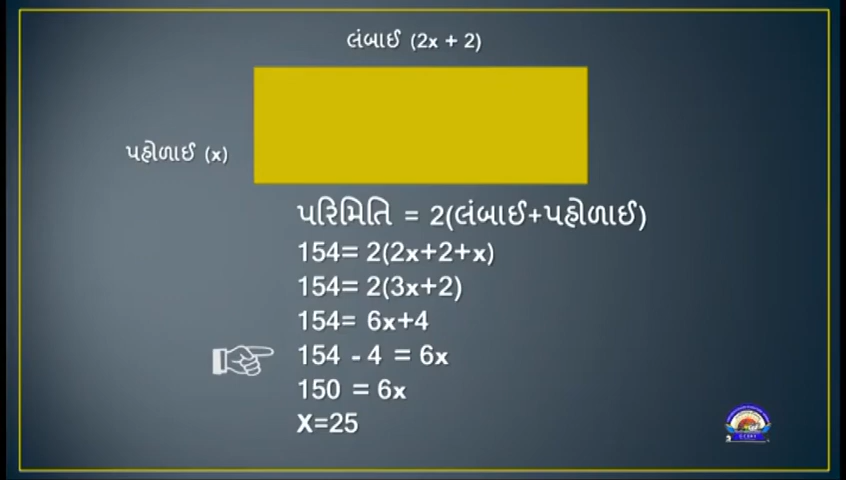 લંબાઈ (2x + 2)
પહોળાઈ (x)
પરિમિતિ = 2(લંબાઈ+પહોળાઈ)
154= 2(2x+2+x)
154= 2(3x+2)
154= 6x+4
154 - 4 = 6x
150 = 6x
X=25